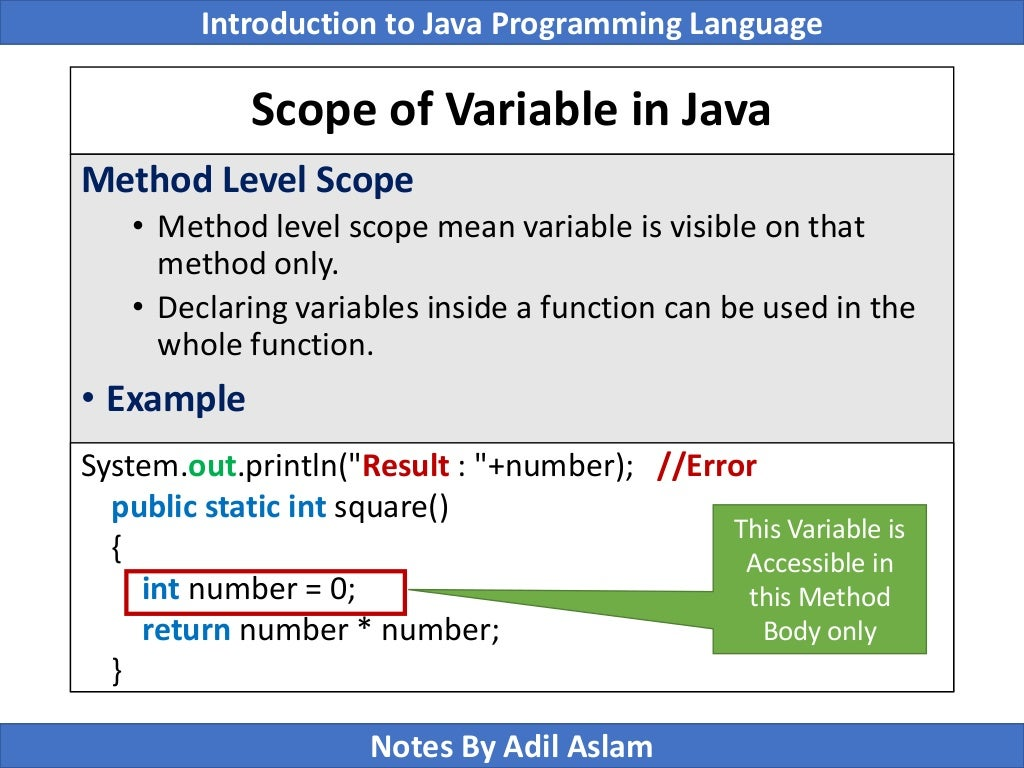 Introduction to Java Programming Language
Scope of Variable in Java
Method Level Scope
• Method level scope mean variable is visible on that
method only.
• Declaring variables inside a function can be used in the
whole function.
• Example
System.out.println("Result : "+number); //Error
public static int square()
{
int number = 0;
return number * number;
}
This Variable is
Accessible in
this Method
Body only
Notes By Adil Aslam